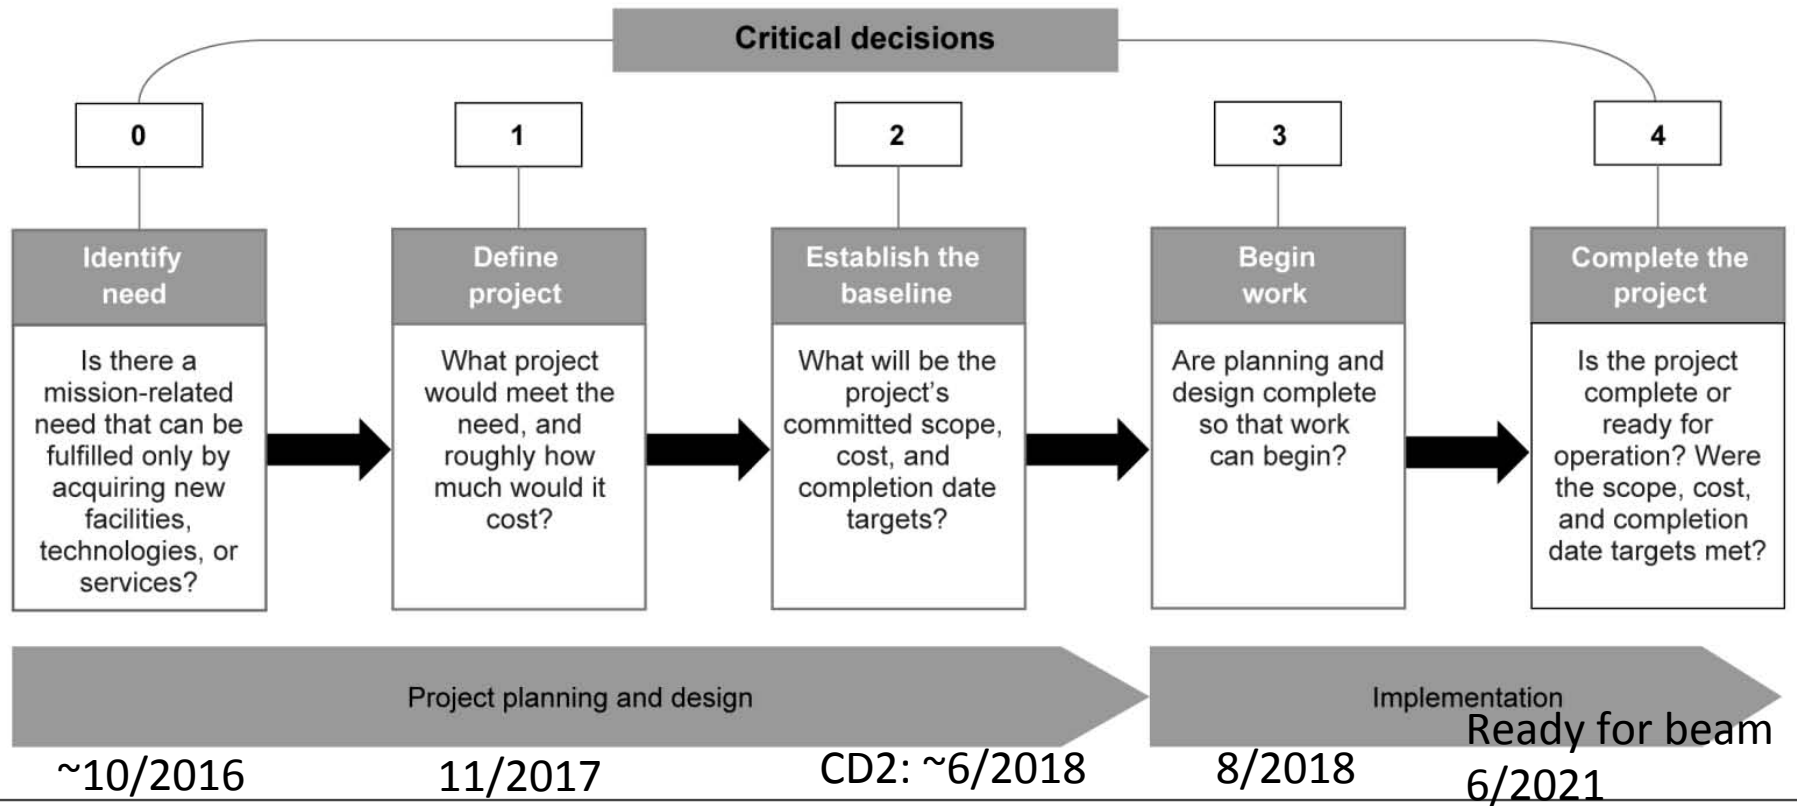 Critical decisions
0
1
2
3
4
Identify
need
Is there a
mission-related
need that can be
fulfilled only by
acquiring new
facilities,
technologies, or
services?
Define
project
What project
would meet the
need, and
roughly how
much would it
cost?
Establish the
baseline
What will be the
project’s
committed scope,
cost, and
completion date
targets?
Begin
work
Are planning and
design complete
so that work
can begin?
Complete the
project
Is the project
complete or
ready for
operation? Were
the scope, cost,
and completion
date targets met?
Project planning and design
Implementation
~10/2016
11/2017
CD2: ~6/2018
8/2018
Ready for beam
6/2021